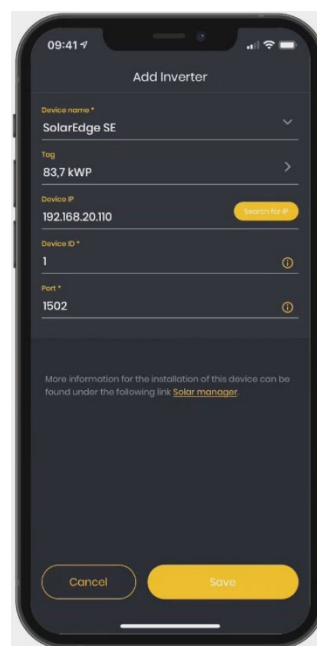 09:41
Add Inverter
Device name *
SolarEdge SE
Tag
83,7 kWP
Device IP
192.168.20.110
Search for IP
Device ID *
1
Port *
1502
More information for the installation of this device can be
found under the following link Solar manager.
Cancel
Save